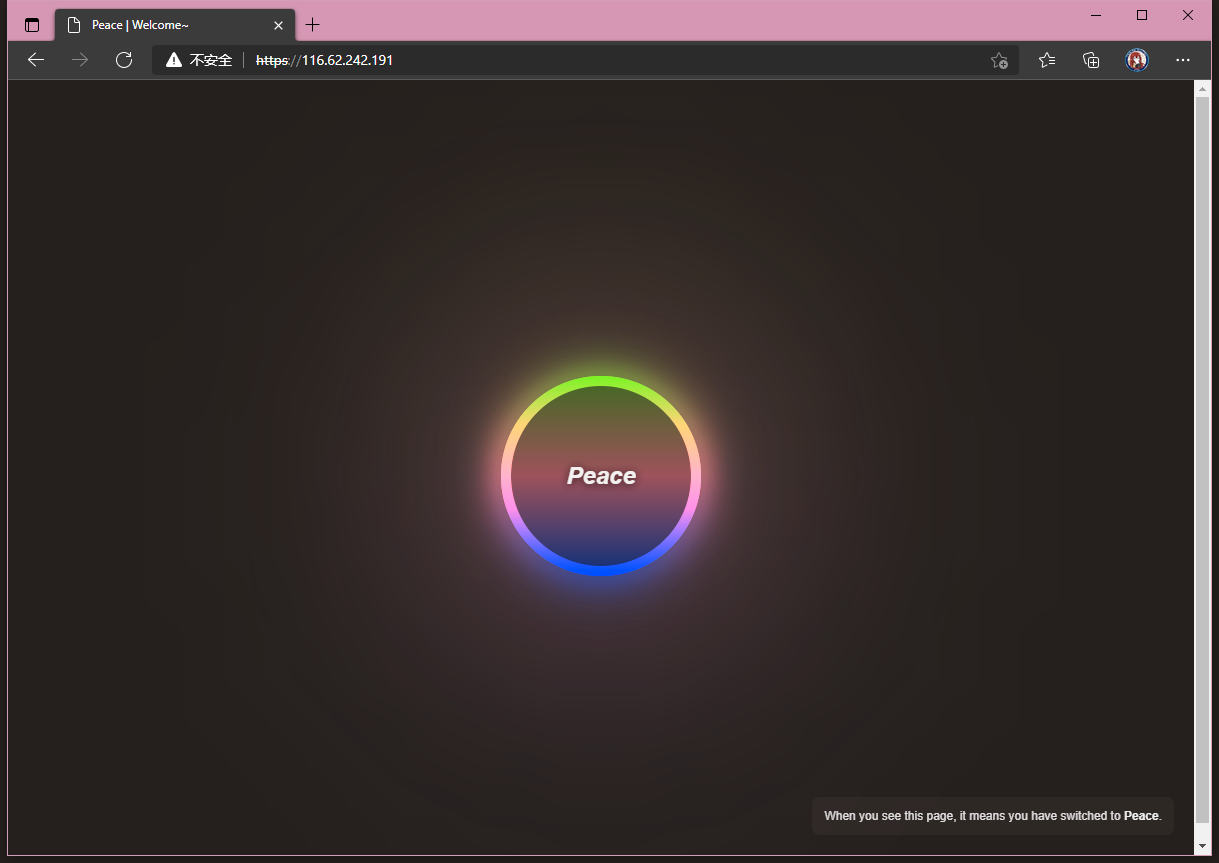 Peace | Welcome~
不安全 https://116.62.242.191
Peace
When you see this page, it means you have switched to Peace.